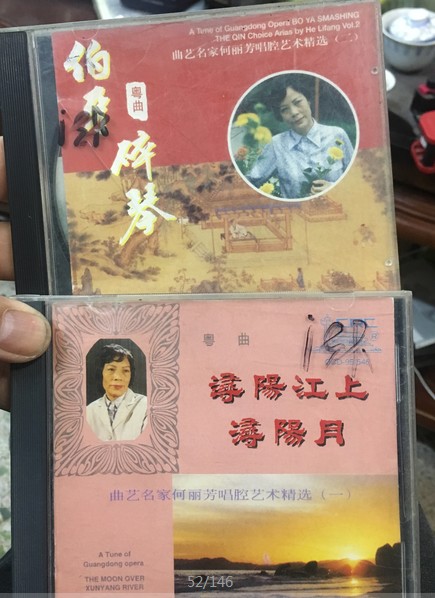 A Tune of Guangdong Opera BO YA SMASHING
THE QIN Choice Arias by He Lifang Vol.2
曲艺名家何丽芳唱腔艺术精选（二）
伯牙
粤曲
碎琴
粤曲
潯陽江上
潯陽月
曲艺名家何丽芳唱腔艺术精选（一）
A Tune of
Guangdong opera
THE MOON OVER
XUNYANG RIVER
52/146